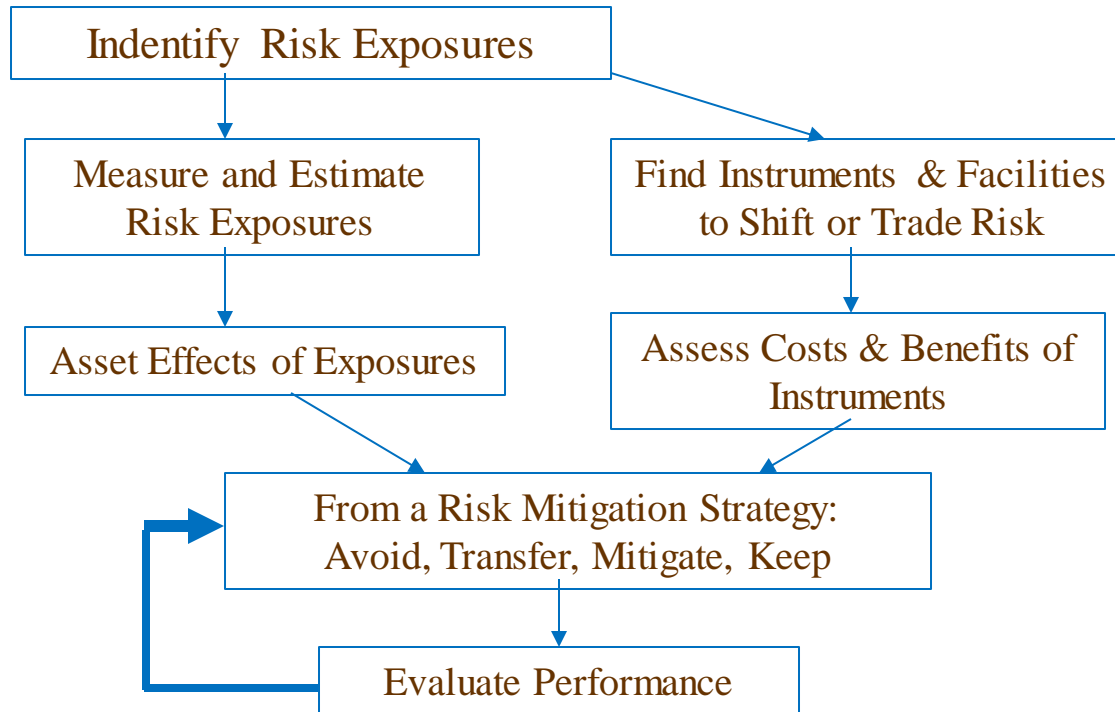 Indentify Risk Exposures
Measure and Estimate
Risk Exposures
Find Instruments & Facilities
to Shift or Trade Risk
Asset Effects of Exposures
Assess Costs & Benefits of
Instruments
From a Risk Mitigation Strategy:
Avoid, Transfer, Mitigate, Keep
Evaluate Performance